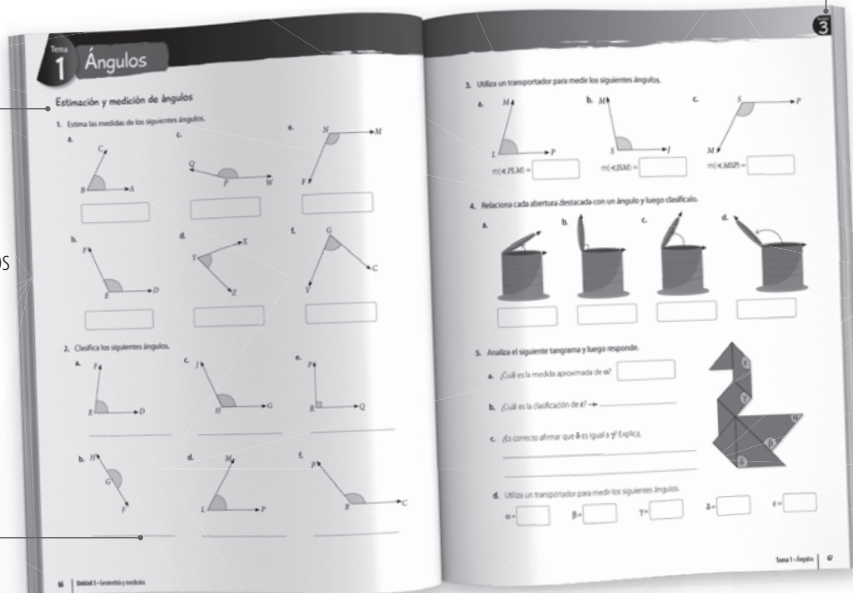 os
Tema
1 Ángulos
Estimación y medición de ángulos
1. Estima las medidas de los siguientes ángulos.
a. C B A
c. Q P W
e. N M F
b. F E D
d. Y X Z
f. G V C
2. Clasifica los siguientes ángulos.
a. F E D
c. J H G
e. P R Q
b. H G Y
d. M L P
f. P B C
66 Unidad 3 • Geometría y medición
3
3. Utiliza un transportador para medir los siguientes ángulos.
a. M L P
b. M S J
c. S P M
m(∢ PLM) =
m(∢ JSM) =
m(∢ MSP) =
4. Relaciona cada abertura destacada con un ángulo y luego clasifícalo.
a. b. c. d.
5. Analiza el siguiente tangrama y luego responde.
a. ¿Cuál es la medida aproximada de α?
b. ¿Cuál es la clasificación de ε? →
c. ¿Es correcto afirmar que δ es igual a γ? Explica.
d. Utiliza un transportador para medir los siguientes ángulos.
α = β = γ = δ = ε =
Tema 1 • Ángulos 67